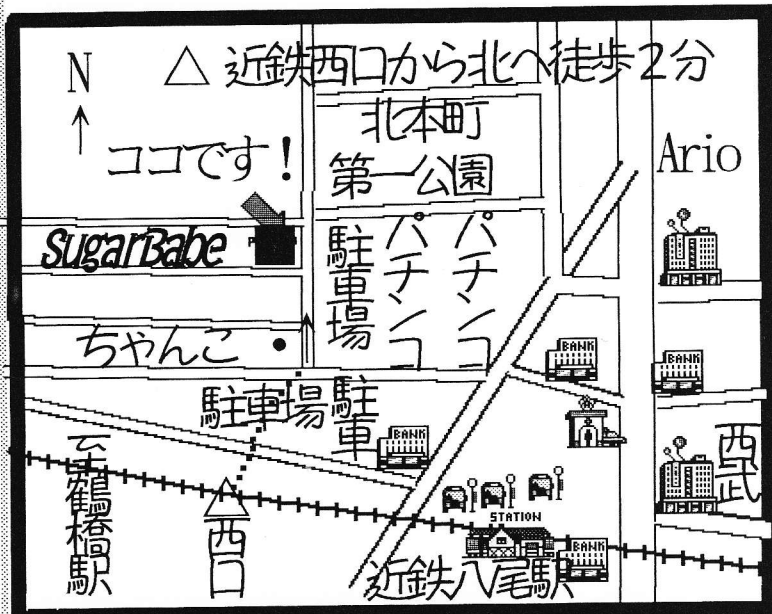 N
△ 近鉄西口から北へ徒歩2分
北本町
第一公園
ココです!
Ario
SugarBabe
駐車場
パチンコ
パチンコ
ちゃんこ
BANK
BANK
駐車場
駐車
BANK
西武
至鶴橋駅
△西口
STATION
BANK
近鉄八尾駅